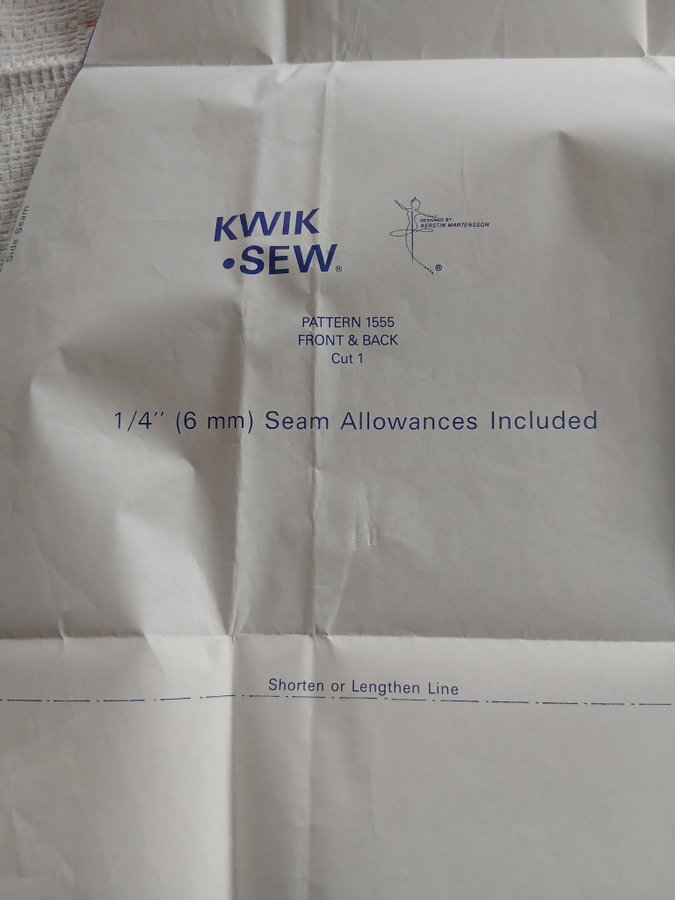 Side Seam
KWIK
•SEW®
DESIGNED BY
KERSTIN MARTENSSON
®
PATTERN 1555
FRONT & BACK
Cut 1
1/4'' (6 mm) Seam Allowances Included
Shorten or Lengthen Line